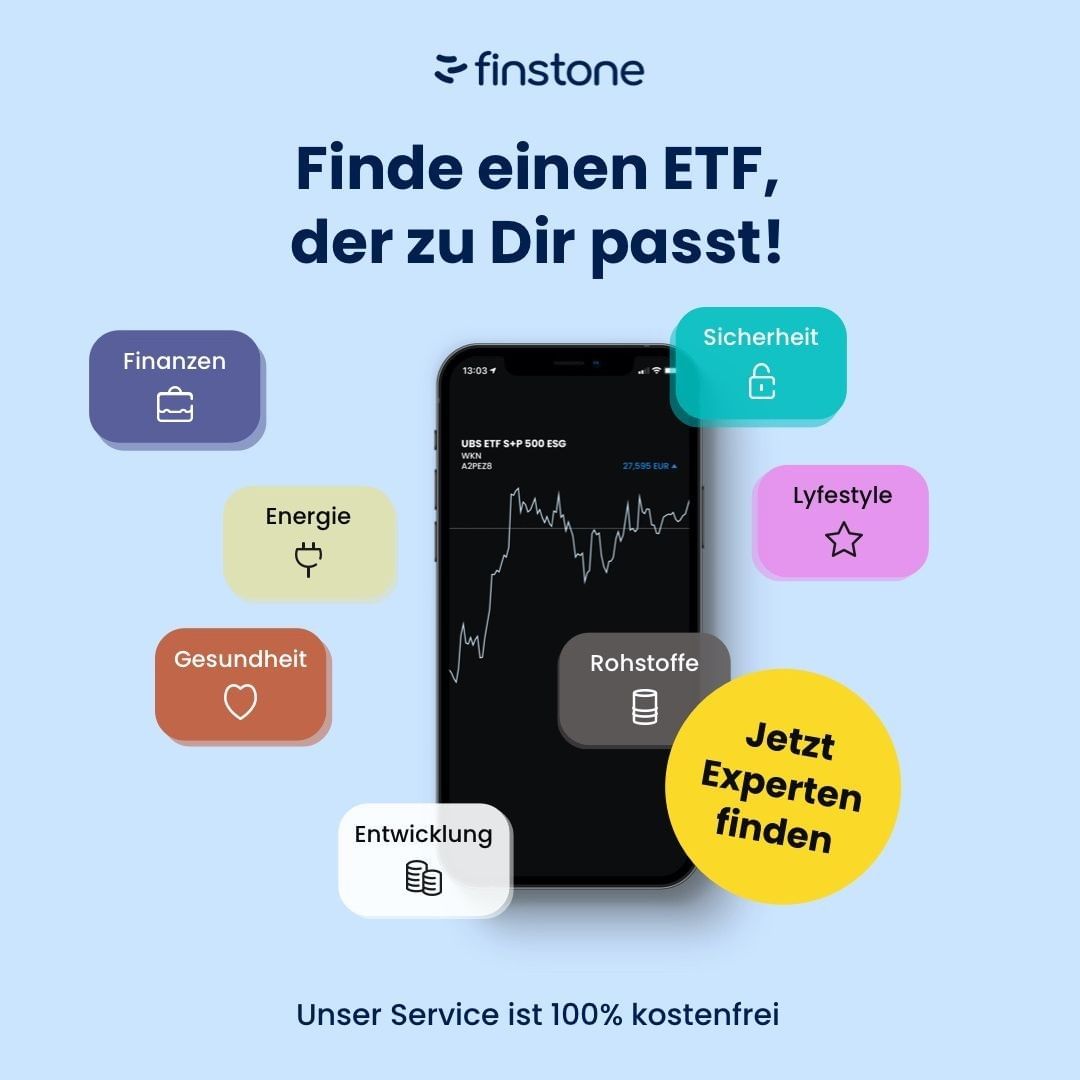 finstone
Finde einen ETF,
der zu Dir passt!
Finanzen
Sicherheit
13:03
UBS ETF S+P 500 ESG
WKN
A2PEZ8
27,595 EUR ▲
Energie
Lyfestyle
Gesundheit
Rohstoffe
Jetzt
Experten
finden
Entwicklung
Unser Service ist 100% kostenfrei